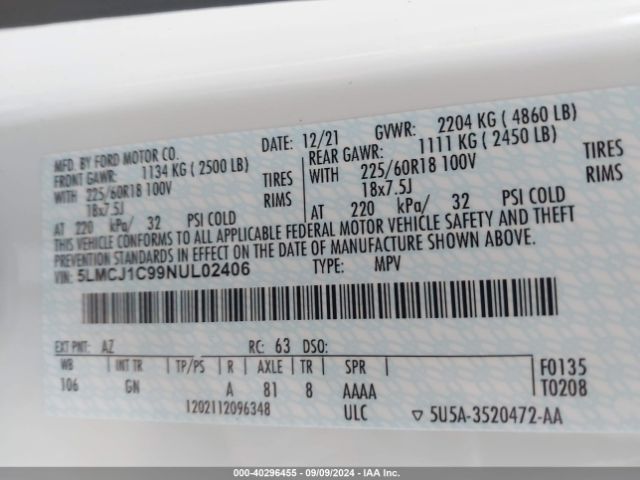 MFD. BY FORD MOTOR CO.
DATE: 12/21 GVWR: 2204 KG ( 4860 LB)
FRONT GAWR: 1134 KG ( 2500 LB)
REAR GAWR: 1111 KG ( 2450 LB)
WITH 225/60R18 100V TIRES
WITH 225/60R18 100V TIRES
18x7.5J RIMS
18x7.5J RIMS
AT 220 kPa/ 32 PSI COLD
AT 220 kPa/ 32 PSI COLD
THIS VEHICLE CONFORMS TO ALL APPLICABLE FEDERAL MOTOR VEHICLE SAFETY AND THEFT
PREVENTION STANDARDS IN EFFECT ON THE DATE OF MANUFACTURE SHOWN ABOVE.
VIN: 5LMCJ1C99NUL02406 TYPE: MPV
EXT PNT: AZ RC: 63 DSO:
WB INT TR TP/PS R AXLE TR SPR
106 GN A 81 8 AAAA
F0135
T0208
1202112096348 ULC ▽ 5U5A-3520472-AA
000-40296455 - 09/09/2024 - IAAI.COM